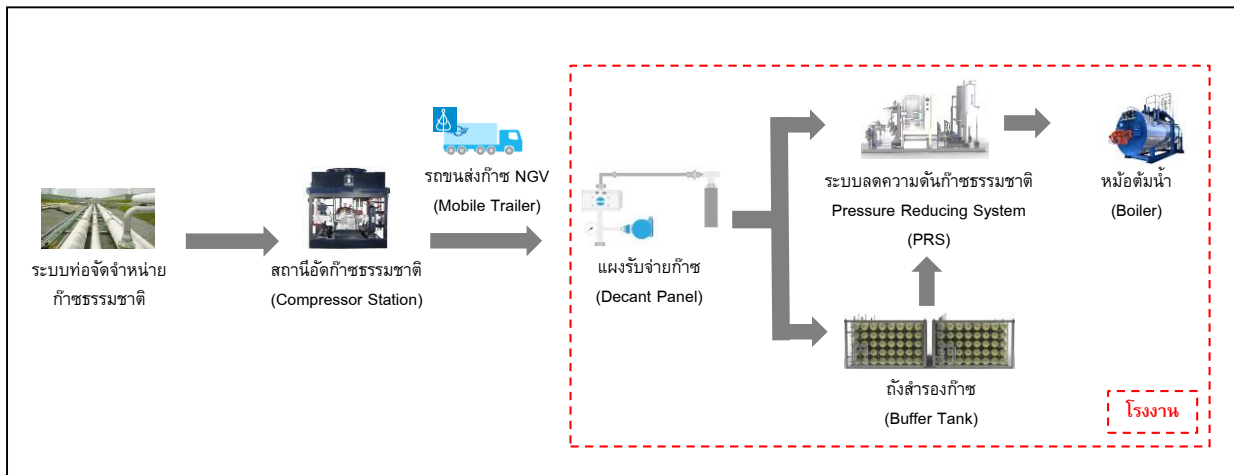 ระบบท่อจัดจำหน่าย
ก๊าซธรรมชาติ
สถานีอัดก๊าซธรรมชาติ
(Compressor Station)
รถขนส่งก๊าซ NGV
(Mobile Trailer)
แผงรับจ่ายก๊าซ
(Decant Panel)
ระบบลดความดันก๊าซธรรมชาติ
Pressure Reducing System
(PRS)
หม้อต้มน้ำ
(Boiler)
ถังสำรองก๊าซ
(Buffer Tank)
โรงงาน